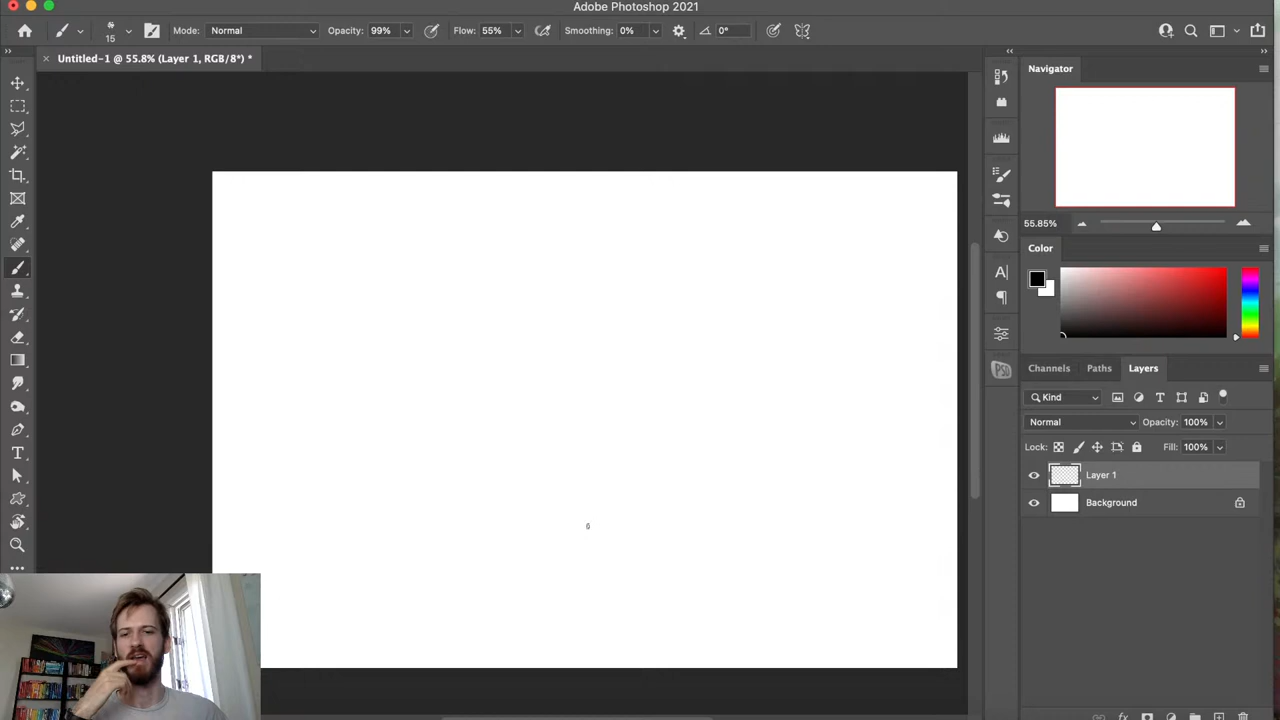 Adobe Photoshop 2021
15
Mode: Normal
Opacity: 99%
Flow: 55%
Smoothing: 0%
0°
Untitled-1 @ 55.8% (Layer 1, RGB/8*) *
Navigator
55.85%
Color
Channels Paths Layers
Kind
Normal
Opacity: 100%
Lock:
Fill: 100%
Layer 1
Background